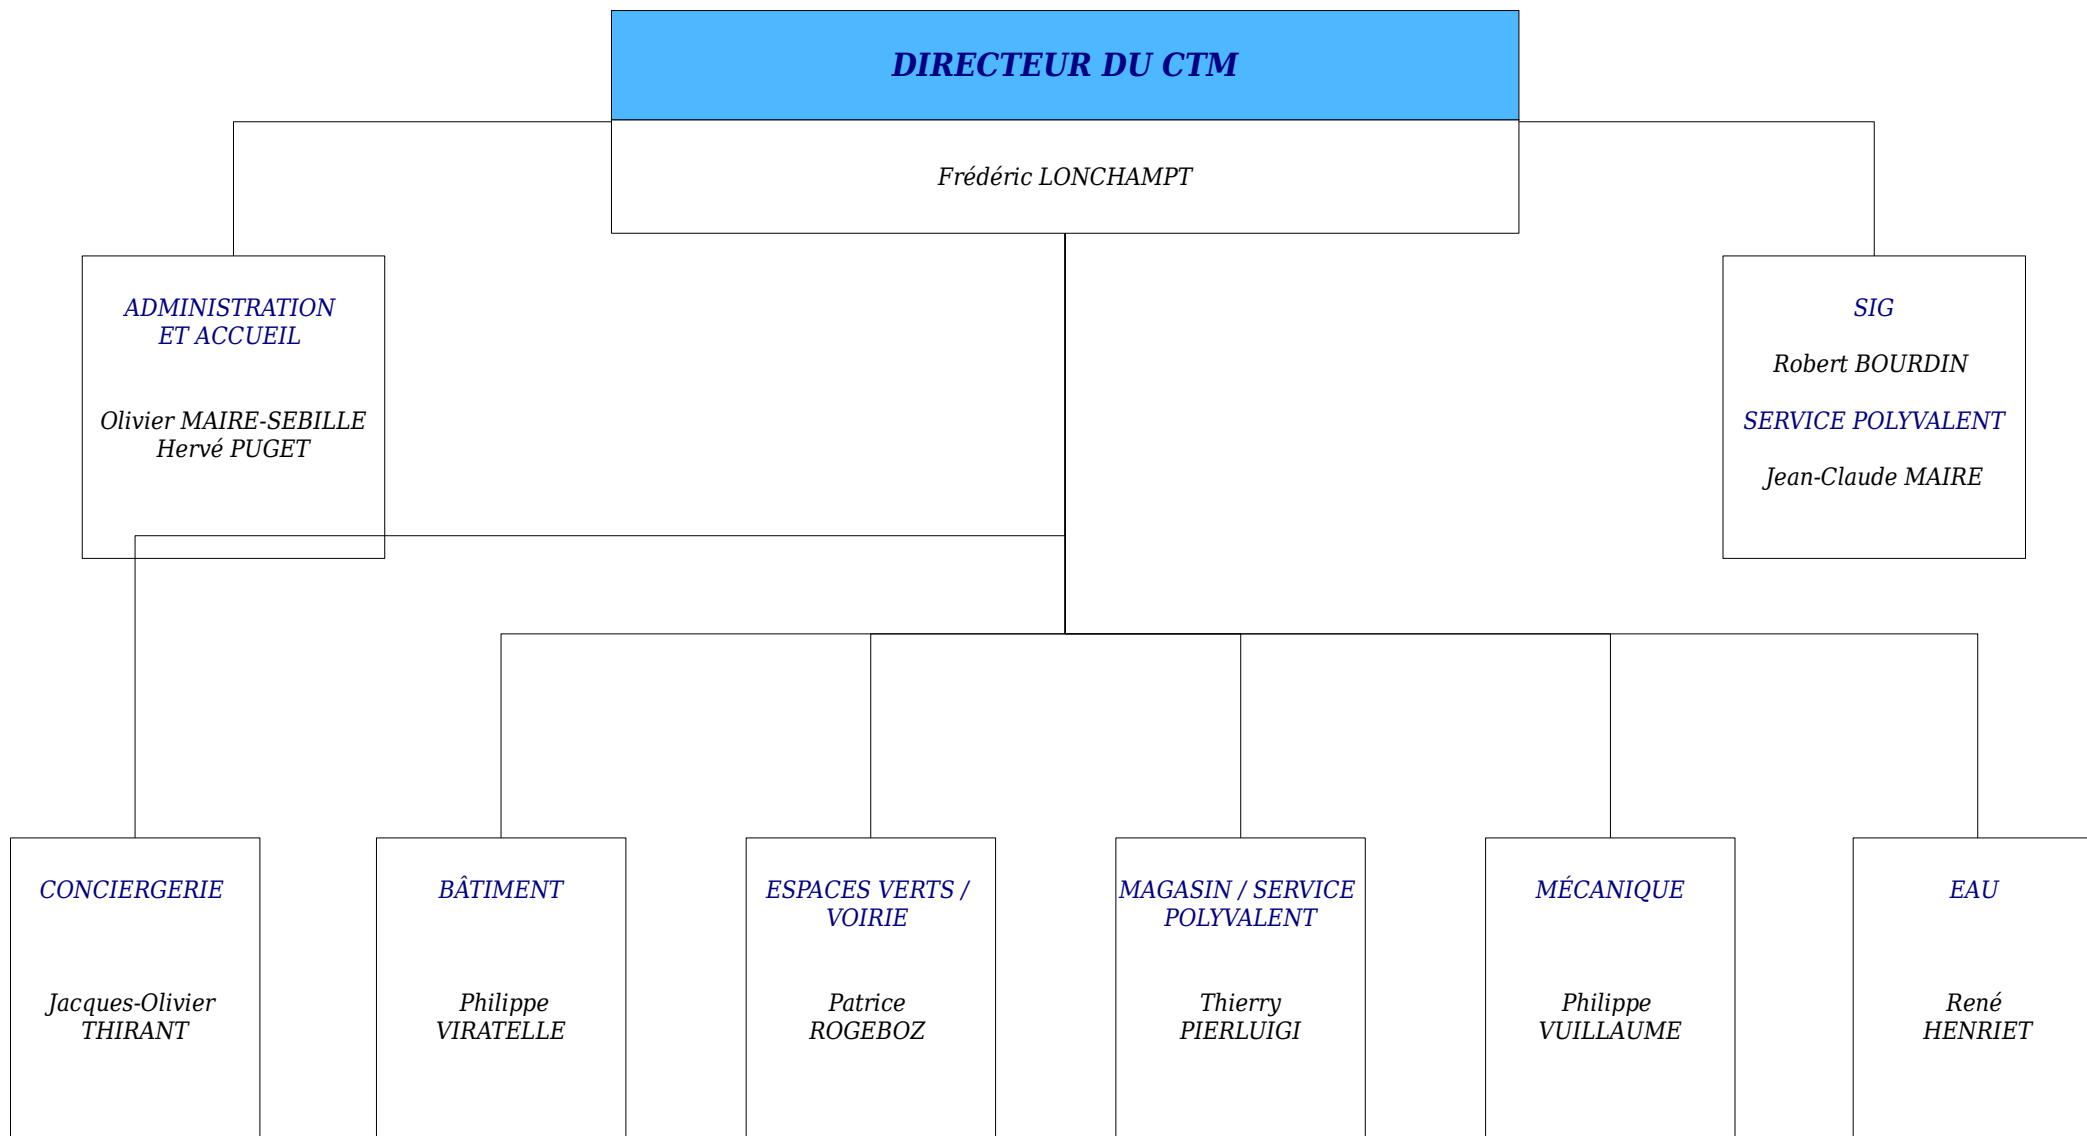 DIRECTEUR DU CTM
Frédéric LONCHAMPT
ADMINISTRATION
ET ACCUEIL
Olivier MAIRE-SEBILLE
Hervé PUGET
SIG
Robert BOURDIN
SERVICE POLYVALENT
Jean-Claude MAIRE
CONCIERGERIE
Jacques-Olivier
THIRANT
BÂTIMENT
Philippe
VIRATELLE
ESPACES VERTS /
VOIRIE
Patrice
ROGEBOZ
MAGASIN / SERVICE
POLYVALENT
Thierry
PIERLUIGI
MÉCANIQUE
Philippe
VUILLAUME
EAU
René
HENRIET